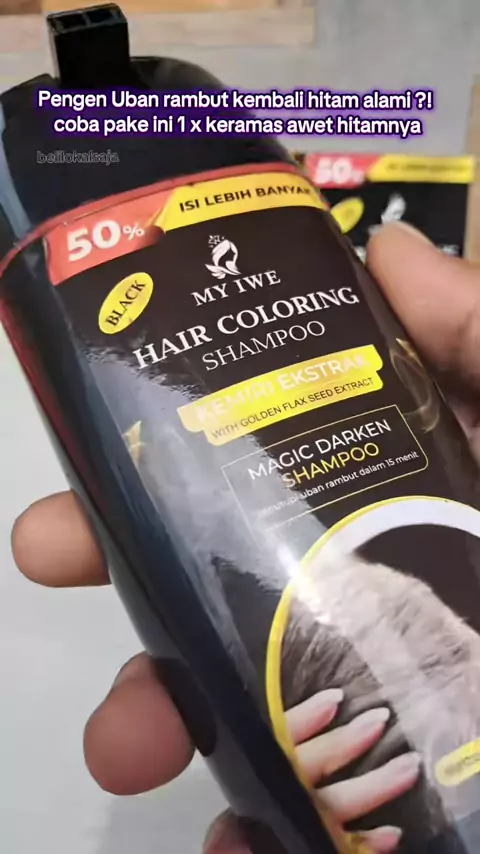 Pengen Uban rambut kembali hitam alami ?!
coba pake ini 1 x keramas awet hitamnya
belilokalsaja
50%
ISI LEBIH BANYAK
50%
BLACK
MY IWE
HAIR COLORING
SHAMPOO
KEMIRI EKSTRAK
WITH GOLDEN FLAX SEED EXTRACT
MAGIC DARKEN
SHAMPOO
uban rambut dalam 15 menit